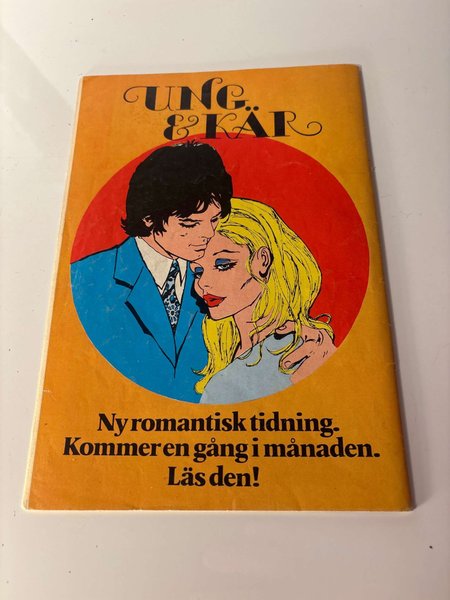 UNG
& KÄR
Ny romantisk tidning.
Kommer en gång i månaden.
Läs den!